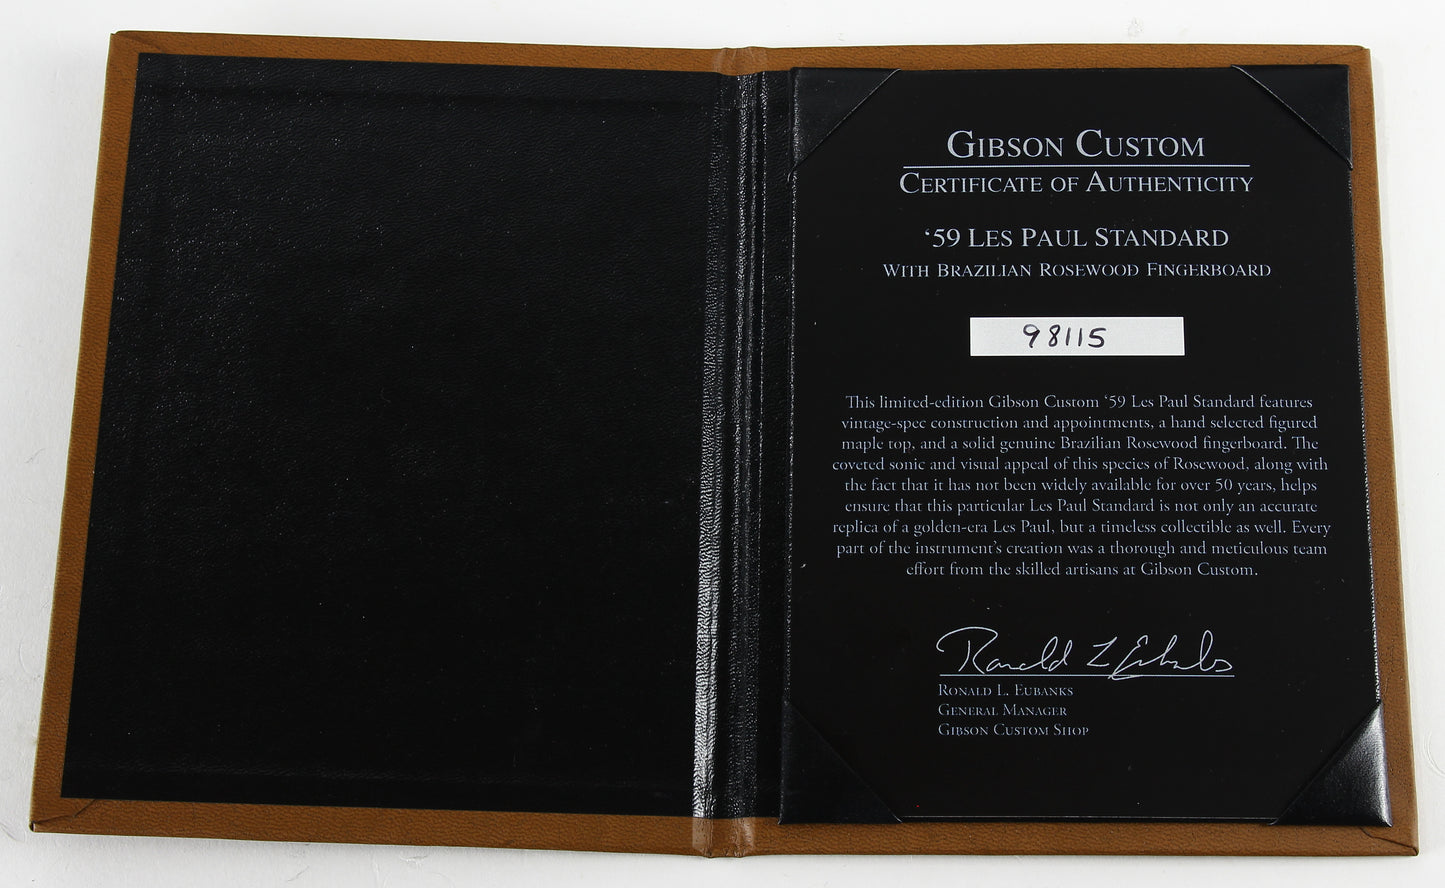 Gibson Custom
Certificate of Authenticity
‘59 Les Paul Standard
with Brazilian Rosewood Fingerboard
98115
This limited-edition Gibson Custom ‘59 Les Paul Standard features
vintage-spec construction and appointments, a hand selected figured
maple top, and a solid genuine Brazilian Rosewood fingerboard. The
coveted sonic and visual appeal of this species of Rosewood, along with
the fact that it has not been widely available for over 50 years, helps
ensure that this particular Les Paul Standard is not only an accurate
replica of a golden-era Les Paul, but a timeless collectible as well. Every
part of the instrument’s creation was a thorough and meticulous team
effort from the skilled artisans at Gibson Custom.
Ronald L Eubanks
Ronald L. Eubanks
General Manager
Gibson Custom Shop